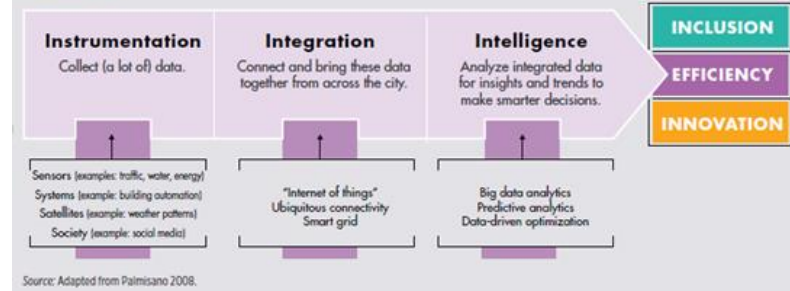 Instrumentation
Collect (a lot of) data.
Integration
Connect and bring these data
together from across the city.
Intelligence
Analyze integrated data
for insights and trends to
make smarter decisions.
INCLUSION
EFFICIENCY
INNOVATION
Sensors (examples: traffic, water, energy)
Systems (example: building automation)
Satellites (example: weather patterns)
Society (example: social media)
"Internet of things"
Ubiquitous connectivity
Smart grid
Big data analytics
Predictive analytics
Data-driven optimization
Source: Adapted from Palmisano 2008.